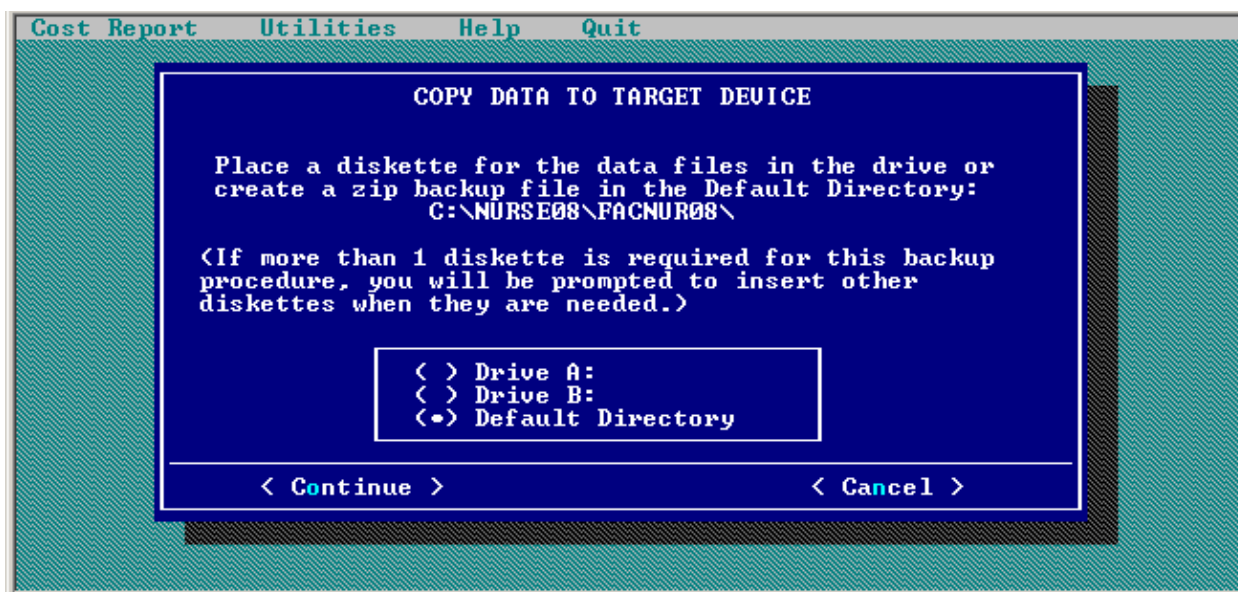 Cost Report Utilities Help Quit
COPY DATA TO TARGET DEVICE
Place a diskette for the data files in the drive or
create a zip backup file in the Default Directory:
C:\NURSE08\FACNUR08\
(If more than 1 diskette is required for this backup
procedure, you will be prompted to insert other
diskettes when they are needed.)
( ) Drive A:
( ) Drive B:
(•) Default Directory
< Continue > < Cancel >